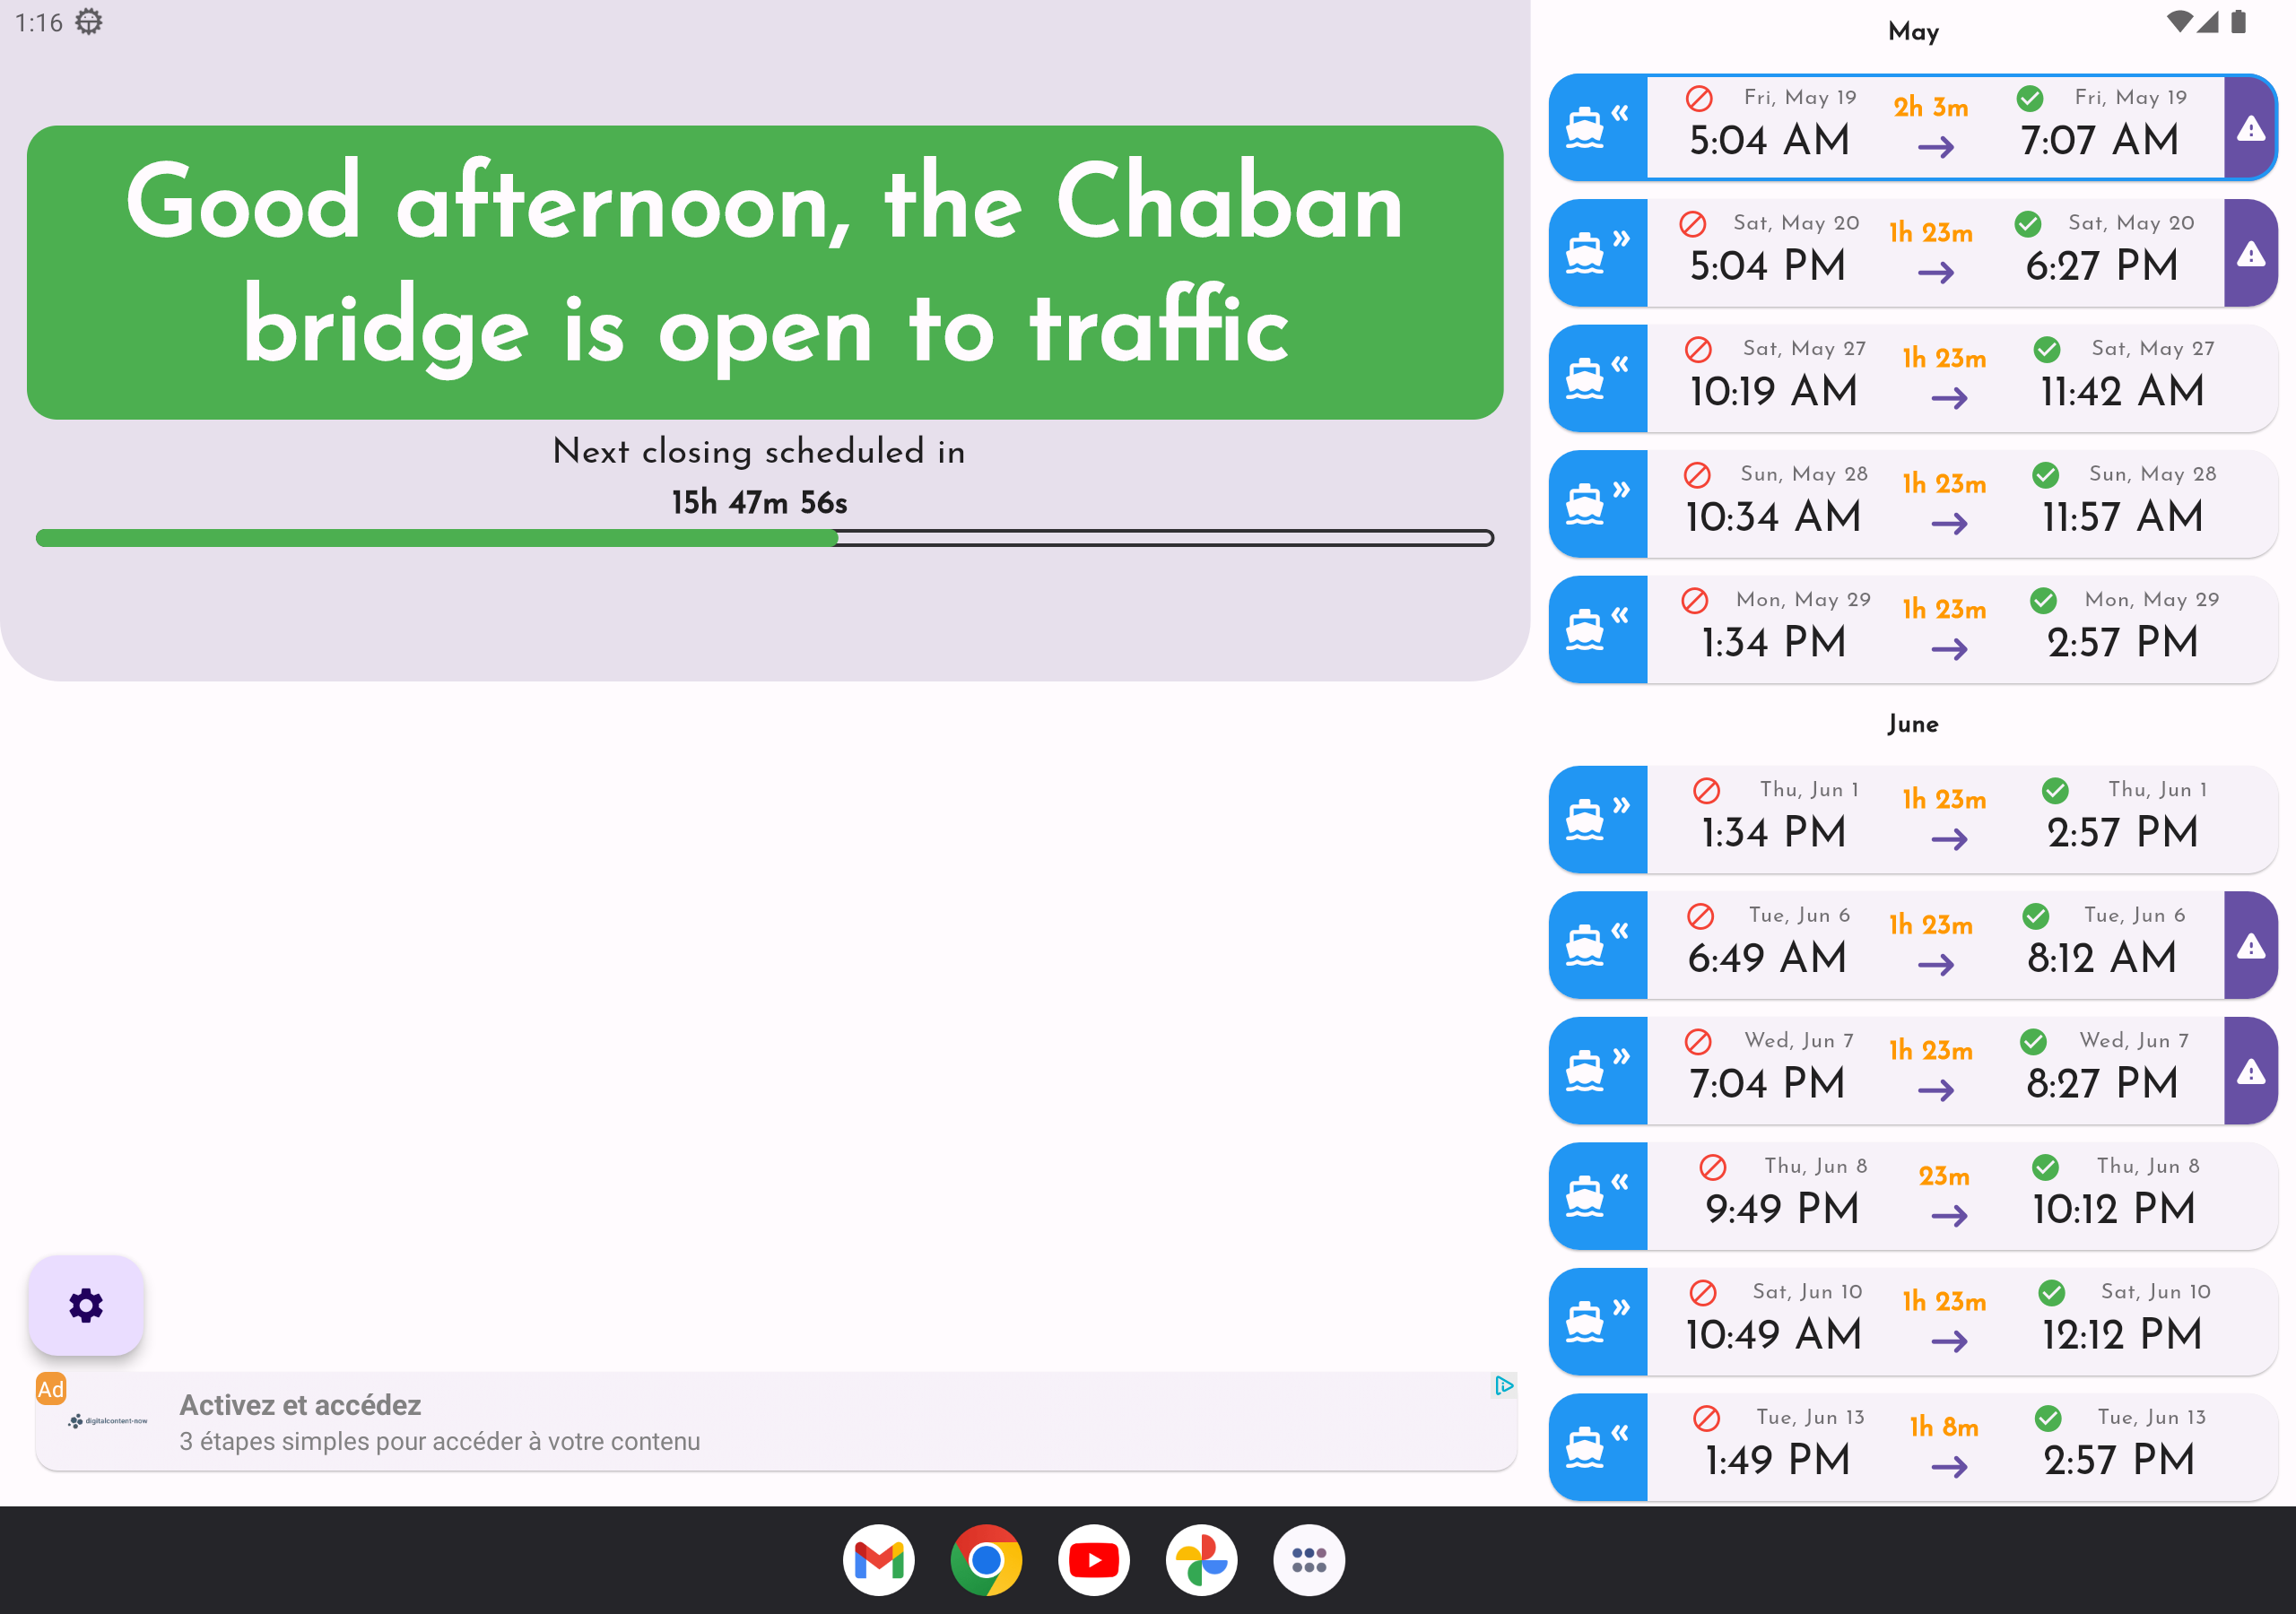 1:16
Good afternoon, the Chaban
bridge is open to traffic
Next closing scheduled in
15h 47m 56s
Ad
digitalcontent-now
Activez et accédez
3 étapes simples pour accéder à votre contenu
May
Fri, May 19 2h 3m Fri, May 19
5:04 AM 7:07 AM
Sat, May 20 1h 23m Sat, May 20
5:04 PM 6:27 PM
Sat, May 27 1h 23m Sat, May 27
10:19 AM 11:42 AM
Sun, May 28 1h 23m Sun, May 28
10:34 AM 11:57 AM
Mon, May 29 1h 23m Mon, May 29
1:34 PM 2:57 PM
June
Thu, Jun 1 1h 23m Thu, Jun 1
1:34 PM 2:57 PM
Tue, Jun 6 1h 23m Tue, Jun 6
6:49 AM 8:12 AM
Wed, Jun 7 1h 23m Wed, Jun 7
7:04 PM 8:27 PM
Thu, Jun 8 23m Thu, Jun 8
9:49 PM 10:12 PM
Sat, Jun 10 1h 23m Sat, Jun 10
10:49 AM 12:12 PM
Tue, Jun 13 1h 8m Tue, Jun 13
1:49 PM 2:57 PM